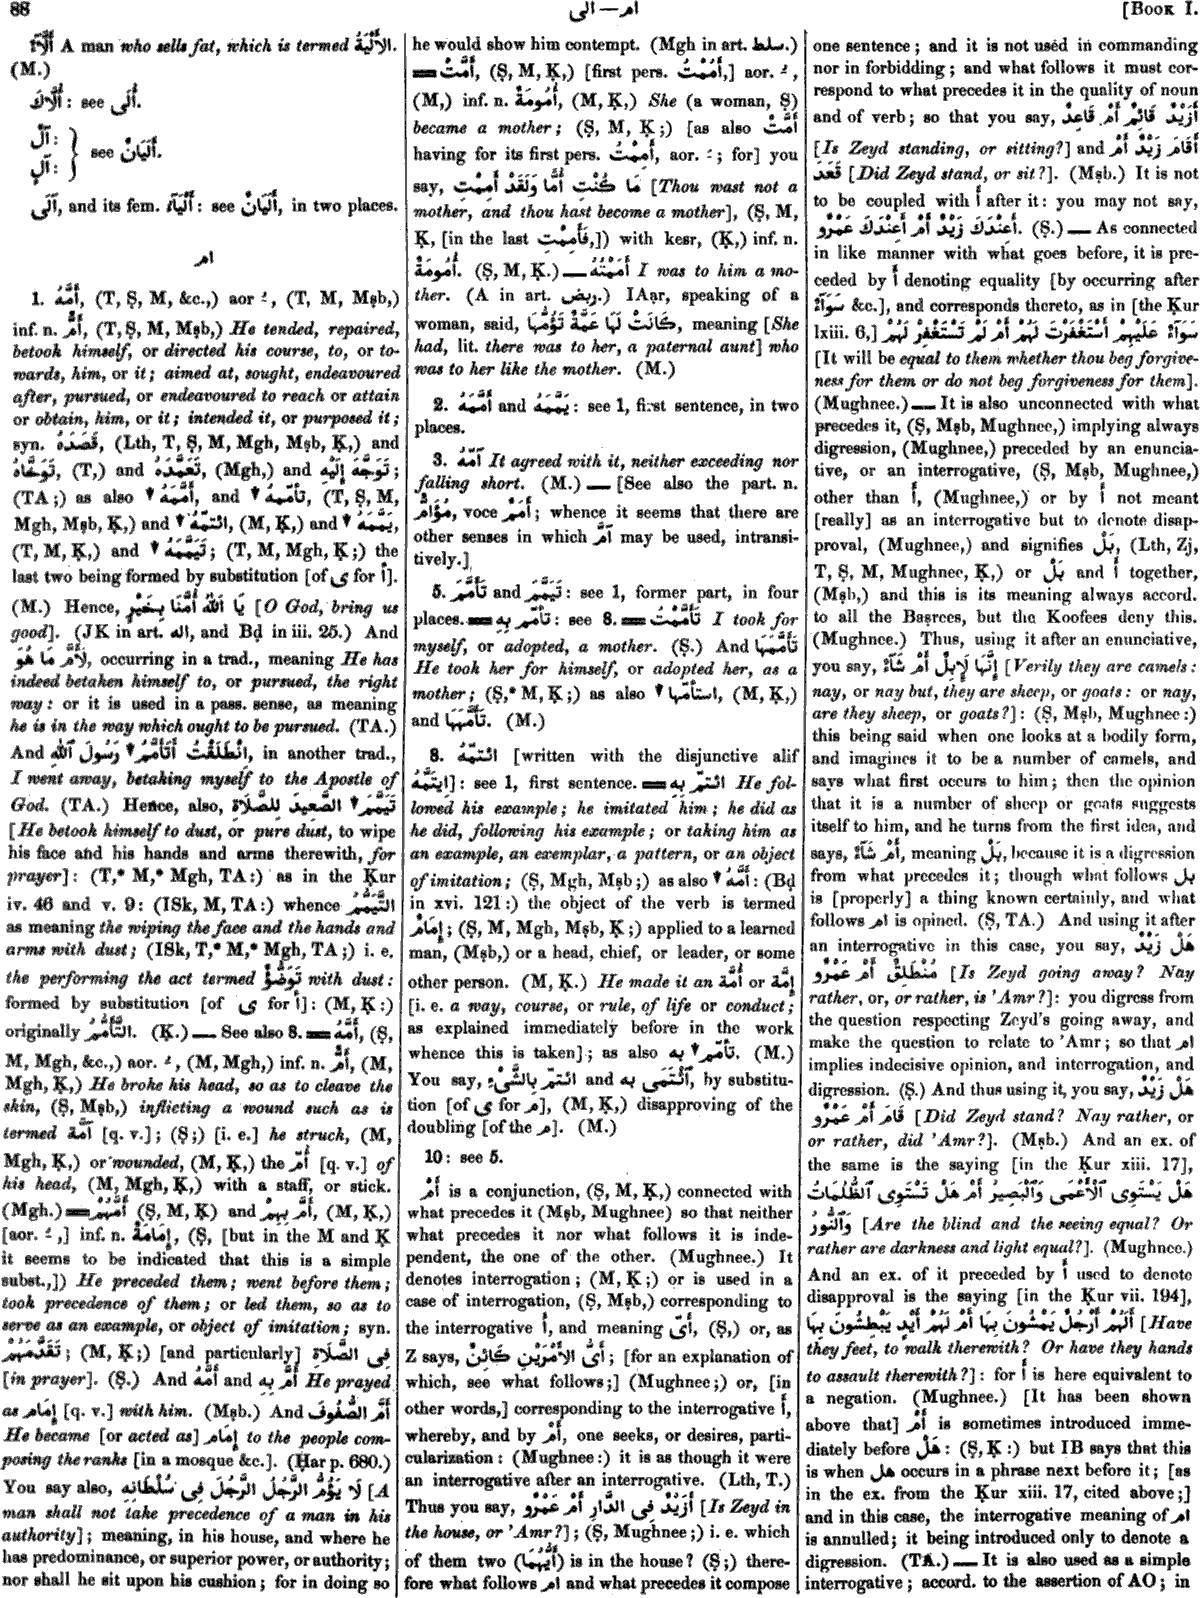 88
ام — الى
[BOOK I.
أَلَّآءٌ A man who sells fat, which is termed الأَلْيَةُ.
(M.)
أُلَّائِكَ : see أُلَى.
أَلٍ :
أَلْيَانٌ see
آلٍ :
آلَى, and its fem. أَلْيَآءُ : see أَلْيَانٌ, in two places.
ام
1. أَمَّهُ, (T, Ṣ, M, &c.,) aor ـُ, (T, M, Mṣb,)
inf. n. أَمٌّ, (T, Ṣ, M, Mṣb,) He tended, repaired,
betook himself, or directed his course, to, or to-
wards, him, or it; aimed at, sought, endeavoured
after, pursued, or endeavoured to reach or attain
or obtain, him, or it; intended it, or purposed it;
syn. قَصَدَهُ, (Lth, T, Ṣ, M, Mgh, Mṣb, Ḳ,) and
تَوَخَّاهُ, (T,) and تَعَمَّدَهُ, (Mgh,) and تَوَجَّهَ إِلَيْهِ;
(TA;) as also ▼ أَمَّمَهُ, and ▼ تأمّمهُ, (T, Ṣ, M,
Mgh, Mṣb, Ḳ,) and ▼ ائتمّهُ, (M, Ḳ,) and ▼ يَمَّمَهُ,
(T, M, Ḳ,) and ▼ تَيَمَّمَهُ; (T, M, Mgh, Ḳ;) the
last two being formed by substitution [of ى for أ].
(M.) Hence, يَا اَللّٰهُ أُمَّنَا بِخَيْرٍ [O God, bring us
good]. (JK in art. اله, and Bḍ in iii. 25.) And
لَأَمَّ مَا هُوَ, occurring in a trad., meaning He has
indeed betaken himself to, or pursued, the right
way: or it is used in a pass. sense, as meaning
he is in the way which ought to be pursued. (TA.)
And اِنْطَلَقْتُ أَتَأَمَّمُ ▼ رَسُولَ ٱللّٰهِ, in another trad.,
I went away, betaking myself to the Apostle of
God. (TA.) Hence, also, تَيَمَّمَ ▼ الصَّعِيدَ لِلصَّلَاةِ
[He betook himself to dust, or pure dust, to wipe
his face and his hands and arms therewith, for
prayer]: (T,* M,* Mgh, TA:) as in the Ḳur
iv. 46 and v. 9: (ISk, M, TA:) whence التَّيَمُّمُ
as meaning the wiping the face and the hands and
arms with dust; (ISk, T,* M,* Mgh, TA;) i. e.
the performing the act termed تَوَضُّؤٌ with dust:
formed by substitution [of ى for أ]: (M, Ḳ:)
originally التَّأَمُّمُ. (Ḳ.) — See also 8. = أَمَّهُ, (Ṣ,
M, Mgh, &c.,) aor. ـُ, (M, Mgh,) inf. n. أَمٌّ, (M,
Mgh, Ḳ,) He broke his head, so as to cleave the
skin, (Ṣ, Mṣb,) inflicting a wound such as is
termed آمَّة [q. v.]; (Ṣ;) [i. e.] he struck, (M,
Mgh, Ḳ,) or wounded, (M, Ḳ,) the أُمّ [q. v.] of
his head, (M, Mgh, Ḳ,) with a staff, or stick.
(Mgh.) = أَمَّهُمْ (Ṣ, M, Ḳ) and أَمَّ بِهِمْ, (M, Ḳ,)
[aor. ـُ,] inf. n. إِمَامَةٌ, (Ṣ, [but in the M and Ḳ
it seems to be indicated that this is a simple
subst.,]) He preceded them; went before them;
took precedence of them; or led them, so as to
serve as an example, or object of imitation; syn.
تَقَدَّمَهُمْ; (M, Ḳ;) [and particularly] فِى الصَّلَاةِ
[in prayer]. (Ṣ.) And أَمَّهُ and أَمَّ بِهِ He prayed
as إِمَام [q. v.] with him. (Mṣb.) And أَمَّ الصُّفُوفَ
He became [or acted as] إِمَام to the people com-
posing the ranks [in a mosque &c.]. (Ḥar p. 680.)
You say also, لَا يَؤُمُّ الرَّجُلُ الرَّجُلَ فِى سُلْطَانِهِ [A
man shall not take precedence of a man in his
authority]; meaning, in his house, and where he
has predominance, or superior power, or authority;
nor shall he sit upon his cushion; for in doing so
he would show him contempt. (Mgh in art. سلط.)
= أَمَّتْ, (Ṣ, M, Ḳ,) [first pers. أَمُمْتُ,] aor. ـُ,
(M,) inf. n. أُمُومَةٌ, (M, Ḳ,) She (a woman, Ṣ)
became a mother; (Ṣ, M, Ḳ;) [as also أَمَّتْ
having for its first pers. أَمِمْتُ, aor. ـَ; for] you
say, مَا كُنْتِ أُمًّا وَلَقَدْ أَمِمْتِ [Thou wast not a
mother, and thou hast become a mother], (Ṣ, M,
Ḳ, [in the last فَأَمِمْتِ,]) with kesr, (Ḳ,) inf. n.
أُمُومَةٌ. (Ṣ, M, Ḳ.) — أَمَمْتُهُ I was to him a mo-
ther. (A in art. ربض.) IAạr, speaking of a
woman, said, كَانَتْ لَهَا عَمَّةٌ تَؤُمُّهَا, meaning [She
had, lit. there was to her, a paternal aunt] who
was to her like the mother. (M.)
2. أَمَّمَهُ and يَمَّمَهُ: see 1, first sentence, in two
places.
3. آمّهُ It agreed with it, neither exceeding nor
falling short. (M.) — [See also the part. n.
مُؤَامٌّ, voce أَمَمٌ; whence it seems that there are
other senses in which آمَّ may be used, intransi-
tively.]
5. تَأَمَّمَ and تَيَمَّمَ: see 1, former part, in four
places. = تأمّم بِهِ: see 8. = تَأَمَّمْتُ I took for
myself, or adopted, a mother. (Ṣ.) And تَأَمَّمَهَا
He took her for himself, or adopted her, as a
mother; (Ṣ,* M, Ḳ;) as also ▼ استأمّها, (M, Ḳ,)
and تَأَمَّهَهَا. (M.)
8. ائتمّهُ [written with the disjunctive alif
اِيتَمَّهُ]: see 1, first sentence. = ائتمّ بِهِ He fol-
lowed his example; he imitated him; he did as
he did, following his example; or taking him as
an example, an exemplar, a pattern, or an object
of imitation; (Ṣ, Mgh, Mṣb;) as also ▼ أَمَّهُ: (Bḍ
in xvi. 121:) the object of the verb is termed
إِمَامٌ; (Ṣ, M, Mgh, Mṣb, Ḳ;) applied to a learned
man, (Mṣb,) or a head, chief, or leader, or some
other person. (M, Ḳ.) He made it an أُمَّة or إِمَّة
[i. e. a way, course, or rule, of life or conduct;
as explained immediately before in the work
whence this is taken]; as also ▼ تأمّم به. (M.)
You say, ائتمّ بِالشَّىْءِ and اُئْتَمَى به, by substitu-
tion [of ى for م], (M, Ḳ,) disapproving of the
doubling [of the م]. (M.)
10: see 5.
أَمْ is a conjunction, (Ṣ, M, Ḳ,) connected with
what precedes it (Mṣb, Mughnee) so that neither
what precedes it nor what follows it is inde-
pendent, the one of the other. (Mughnee.) It
denotes interrogation; (M, Ḳ;) or is used in a
case of interrogation, (Ṣ, Mṣb,) corresponding to
the interrogative أ, and meaning أَىّ, (Ṣ,) or, as
Z says, أَىُّ الأَمْرَيْنِ كَائِنٌ; [for an explanation of
which, see what follows;] (Mughnee;) or, [in
other words,] corresponding to the interrogative أ,
whereby, and by أَمْ, one seeks, or desires, parti-
cularization: (Mughnee:) it is as though it were
an interrogative after an interrogative. (Lth, T.)
Thus you say, أَزَيْدٌ فِى الدَّارِ أَمْ عَمْرٌو [Is Zeyd in
the house, or 'Amr?]; (Ṣ, Mughnee;) i. e. which
of them two (أَيُّهُمَا) is in the house? (Ṣ;) there-
fore what follows ام and what precedes it compose
one sentence; and it is not used in commanding
nor in forbidding; and what follows it must cor-
respond to what precedes it in the quality of noun
and of verb; so that you say, أَزَيْدٌ قَائِمٌ أَمْ قَاعِدٌ
[Is Zeyd standing, or sitting?] and أَقَامَ زَيْدٌ أَمْ
قَعَدَ [Did Zeyd stand, or sit?]. (Mṣb.) It is not
to be coupled with أ after it: you may not say,
أَعِنْدَكَ زَيْدٌ أَمْ أَعِنْدَكَ عَمْرٌو. (Ṣ.) — As connected
in like manner with what goes before, it is pre-
ceded by أ denoting equality [by occurring after
سَوَآءٌ &c.], and corresponds thereto, as in [the Ḳur
lxiii. 6,] سَوَآءٌ عَلَيْهِمْ أَسْتَغْفَرْتَ لَهُمْ أَمْ لَمْ تَسْتَغْفِرْ لَهُمْ
[It will be equal to them whether thou beg forgive-
ness for them or do not beg forgiveness for them].
(Mughnee.) — It is also unconnected with what
precedes it, (Ṣ, Mṣb, Mughnee,) implying always
digression, (Mughnee,) preceded by an enuncia-
tive, or an interrogative, (Ṣ, Mṣb, Mughnee,)
other than أ, (Mughnee,) or by أ not meant
[really] as an interrogative but to denote disap-
proval, (Mughnee,) and signifies بَلْ, (Lth, Zj,
T, Ṣ, M, Mughnee, Ḳ,) or بَلْ and أ together,
(Mṣb,) and this is its meaning always accord.
to all the Baṣrees, but the Koofees deny this.
(Mughnee.) Thus, using it after an enunciative,
you say, إِنَّهَا لَإِبِلٌ أَمْ شَآءٌ [Verily they are camels:
nay, or nay but, they are sheep, or goats: or nay,
are they sheep, or goats?]: (Ṣ, Mṣb, Mughnee:)
this being said when one looks at a bodily form,
and imagines it to be a number of camels, and
says what first occurs to him; then the opinion
that it is a number of sheep or goats suggests
itself to him, and he turns from the first idea, and
says, أَمْ شَآءٌ, meaning بَلْ, because it is a digression
from what precedes it; though what follows بل
is [properly] a thing known certainly, and what
follows ام is opined. (Ṣ, TA.) And using it after
an interrogative in this case, you say, هَلْ زَيْدٌ
مُنْطَلِقٌ أَمْ عَمْرٌو [Is Zeyd going away? Nay
rather, or, or rather, is 'Amr?]: you digress from
the question respecting Zeyd's going away, and
make the question to relate to 'Amr; so that ام
implies indecisive opinion, and interrogation, and
digression. (Ṣ.) And thus using it, you say, هَلْ زَيْدٌ
قَامَ أَمْ عَمْرٌو [Did Zeyd stand? Nay rather, or
or rather, did 'Amr?]. (Mṣb.) And an ex. of
the same is the saying [in the Ḳur xiii. 17],
هَلْ يَسْتَوِى ٱلْأَعْمَى وَٱلْبَصِيرُ أَمْ هَلْ تَسْتَوِى ٱلظُّلُمَاتُ
وَٱلنُّورُ [Are the blind and the seeing equal? Or
rather are darkness and light equal?]. (Mughnee.)
And an ex. of it preceded by أ used to denote
disapproval is the saying [in the Ḳur vii. 194],
أَلَهُمْ أَرْجُلٌ يَمْشُونَ بِهَا أَمْ لَهُمْ أَيْدٍ يَبْطِشُونَ بِهَا [Have
they feet, to walk therewith? Or have they hands
to assault therewith?]: for أ is here equivalent to
a negation. (Mughnee.) [It has been shown
above that] أَمْ is sometimes introduced imme-
diately before هَلْ: (Ṣ, Ḳ:) but IB says that this
is when هل occurs in a phrase next before it; [as
in the ex. from the Ḳur xiii. 17, cited above;]
and in this case, the interrogative meaning of ام
is annulled; it being introduced only to denote a
digression. (TA.) — It is also used as a simple
interrogative; accord. to the assertion of AO; in